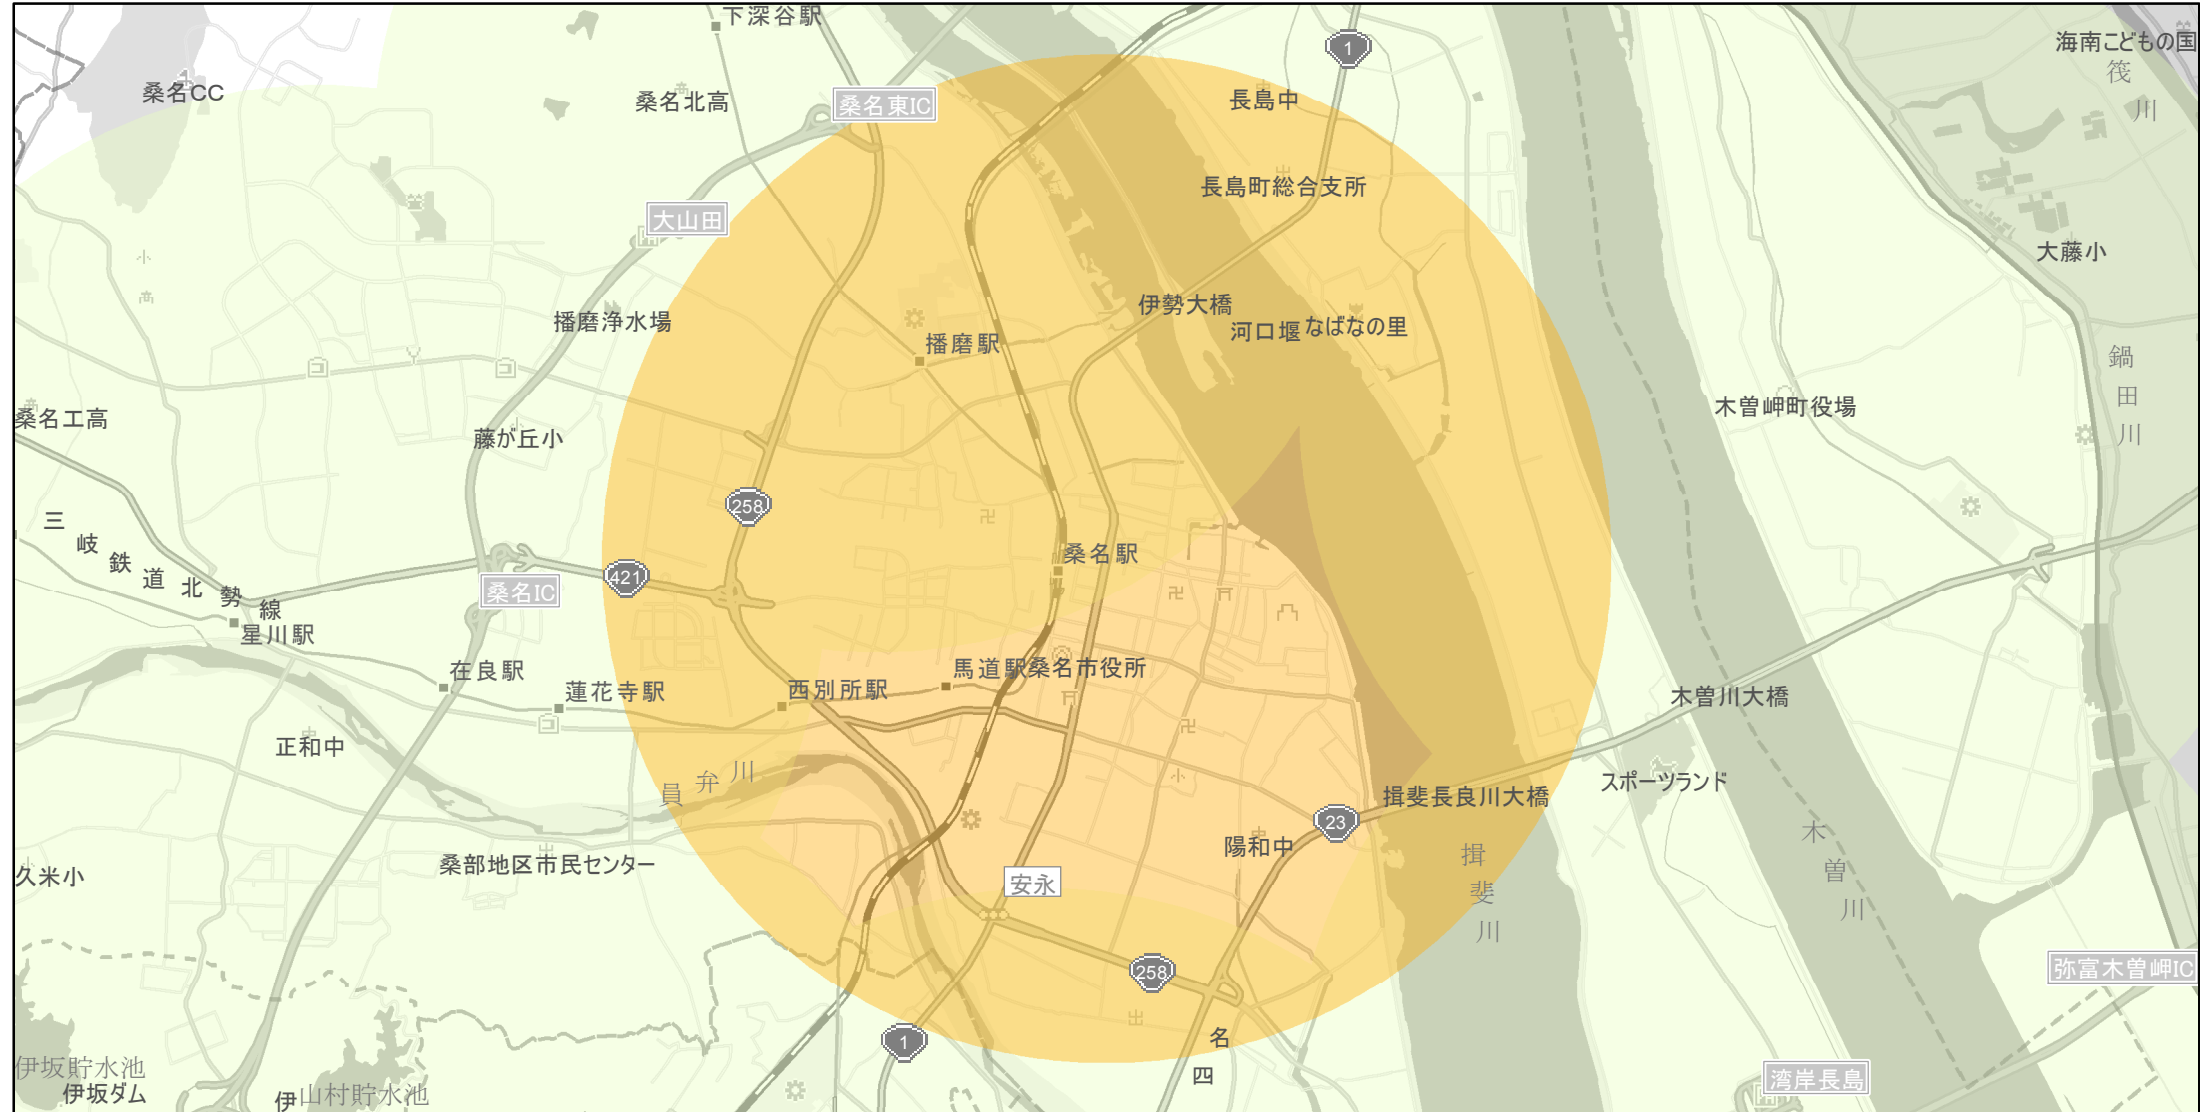 下深谷駅
海南こどもの国
1
筏川
桑名CC
桑名北高
桑名東IC
長島中
長島町総合支所
大山田
大藤小
伊勢大橋
播磨浄水場
河口堰
なばなの里
播磨駅
鍋田川
木曽岬町役場
桑名工高
藤が丘小
258
三岐鉄道北勢線
桑名駅
421
桑名IC
星川駅
在良駅
馬道駅
桑名市役所
蓮花寺駅
西別所駅
木曽川大橋
正和中
員弁川
スポーツランド
揖斐長良川大橋
23
木曽川
陽和中
揖斐川
桑部地区市民センター
久米小
安永
258
弥富木曽岬IC
1
名四
伊坂貯水池
湾岸長島
伊坂ダム
伊
山村貯水池